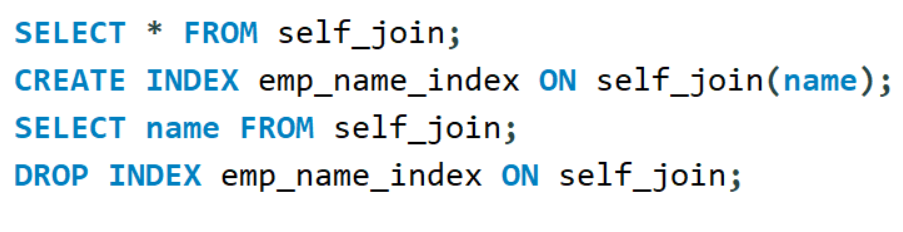 SELECT * FROM self_join;
CREATE INDEX emp_name_index ON self_join(name);
SELECT name FROM self_join;
DROP INDEX emp_name_index ON self_join;